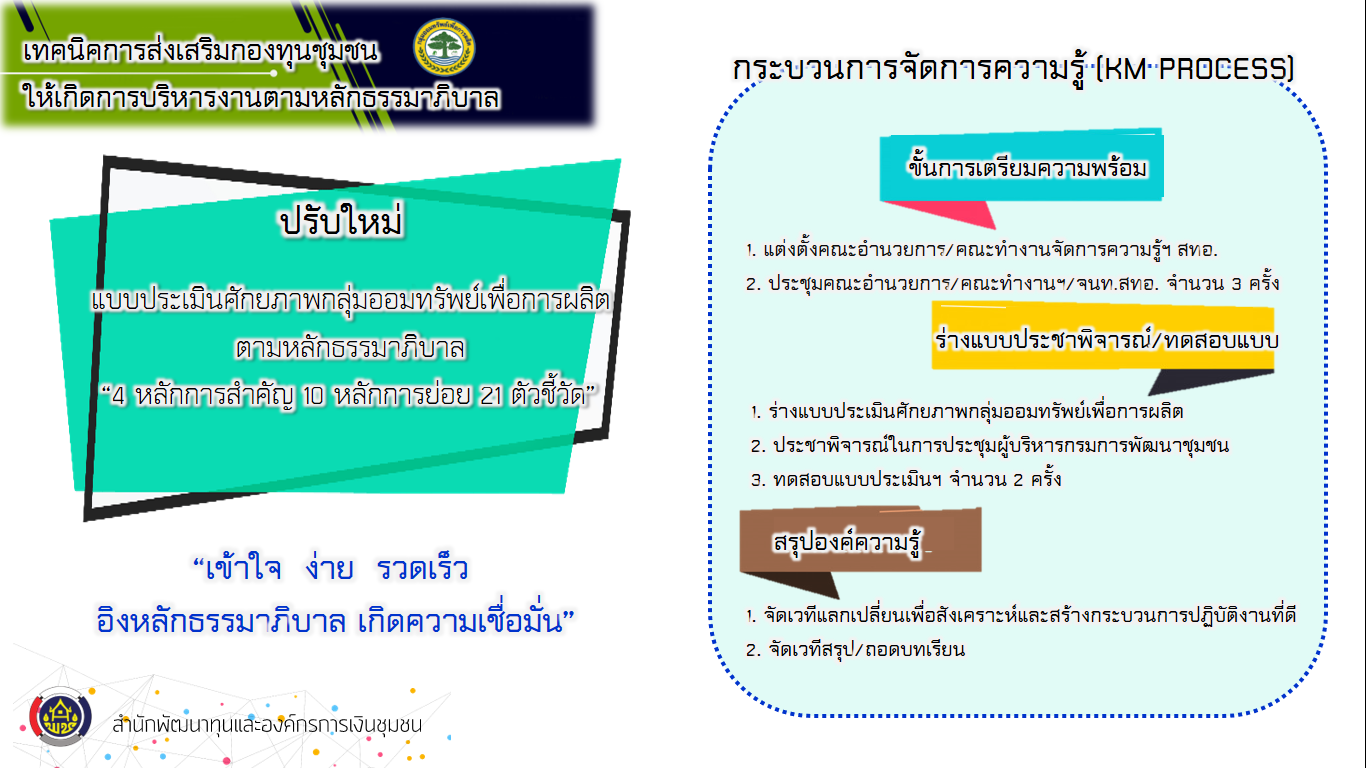 เทคนิคการส่งเสริมกองทุนชุมชน
ให้เกิดการบริหารงานตามหลักธรรมาภิบาล
ปรับใหม่
แบบประเมินศักยภาพกลุ่มออมทรัพย์เพื่อการผลิต
ตามหลักธรรมาภิบาล
“4 หลักการสำคัญ 10 หลักการย่อย 21 ตัวชี้วัด”
“เข้าใจ ง่าย รวดเร็ว
อิงหลักธรรมาภิบาล เกิดความเชื่อมั่น”
สำนักพัฒนาทุนและองค์กรการเงินชุมชน
กระบวนการจัดการความรู้ (KM PROCESS)
ขั้นการเตรียมความพร้อม
1. แต่งตั้งคณะอำนวยการ/คณะทำงานจัดการความรู้ฯ สทอ.
2. ประชุมคณะอำนวยการ/คณะทำงานฯ/จนท.สทอ. จำนวน 3 ครั้ง
ร่างแบบประชาพิจารณ์/ทดสอบแบบ
1. ร่างแบบประเมินศักยภาพกลุ่มออมทรัพย์เพื่อการผลิต
2. ประชาพิจารณ์ในการประชุมผู้บริหารกรมการพัฒนาชุมชน
3. ทดสอบแบบประเมินฯ จำนวน 2 ครั้ง
สรุปองค์ความรู้
1. จัดเวทีแลกเปลี่ยนเพื่อสังเคราะห์และสร้างกระบวนการปฏิบัติงานที่ดี
2. จัดเวทีสรุป/ถอดบทเรียน